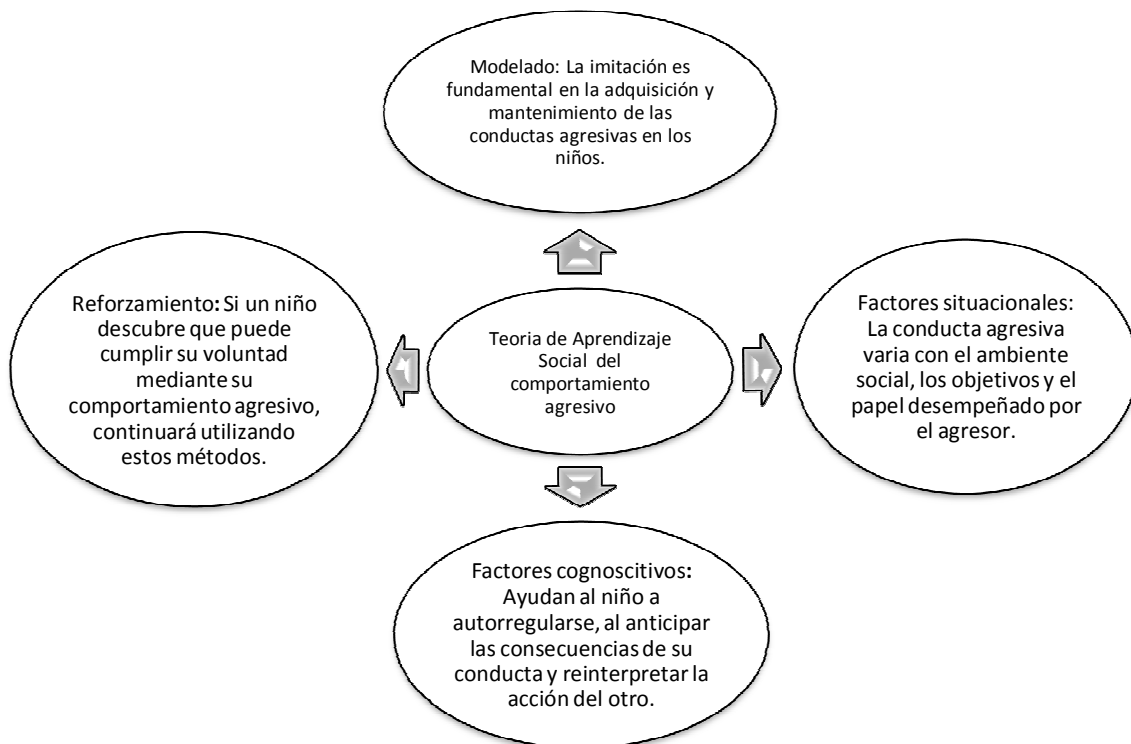 Modelado: La imitación es
fundamental en la adquisición y
mantenimiento de las
conductas agresivas en los
niños.
Reforzamiento: Si un niño
descubre que puede
cumplir su voluntad
mediante su
comportamiento agresivo,
continuará utilizando
estos métodos.
Teoria de Aprendizaje
Social del
comportamiento
agresivo
Factores situacionales:
La conducta agresiva
varia con el ambiente
social, los objetivos y el
papel desempeñado por
el agresor.
Factores cognoscitivos:
Ayudan al niño a
autorregularse, al anticipar
las consecuencias de su
conducta y reinterpretar la
acción del otro.